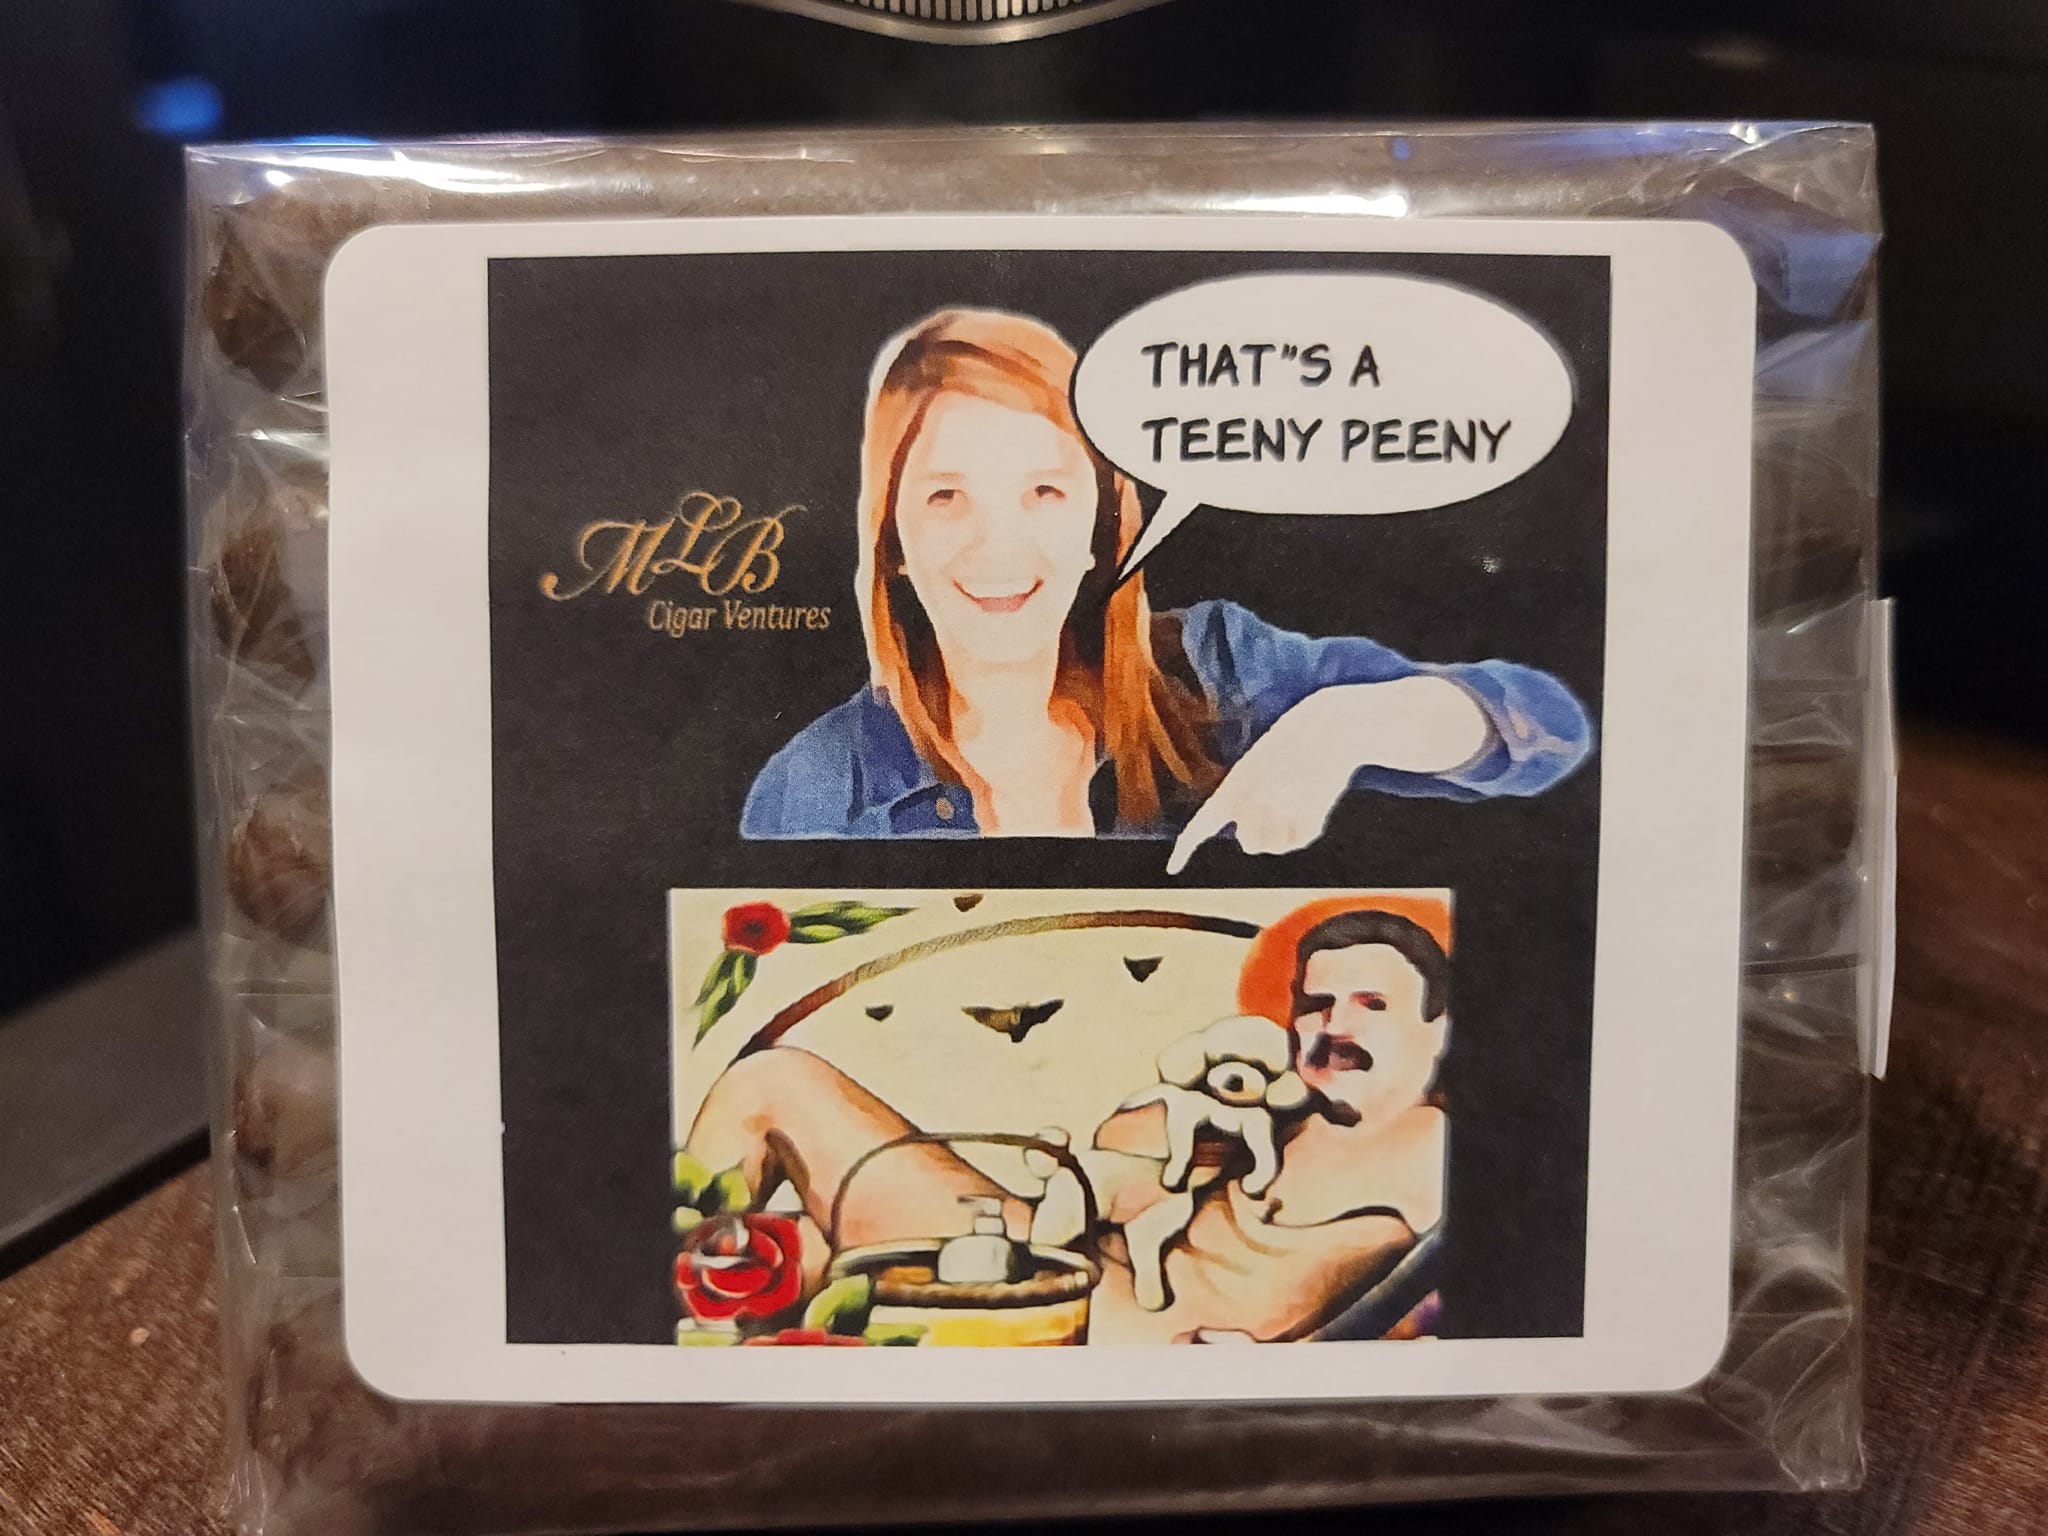 THAT"S A
TEENY PEENY
MLB
Cigar Ventures